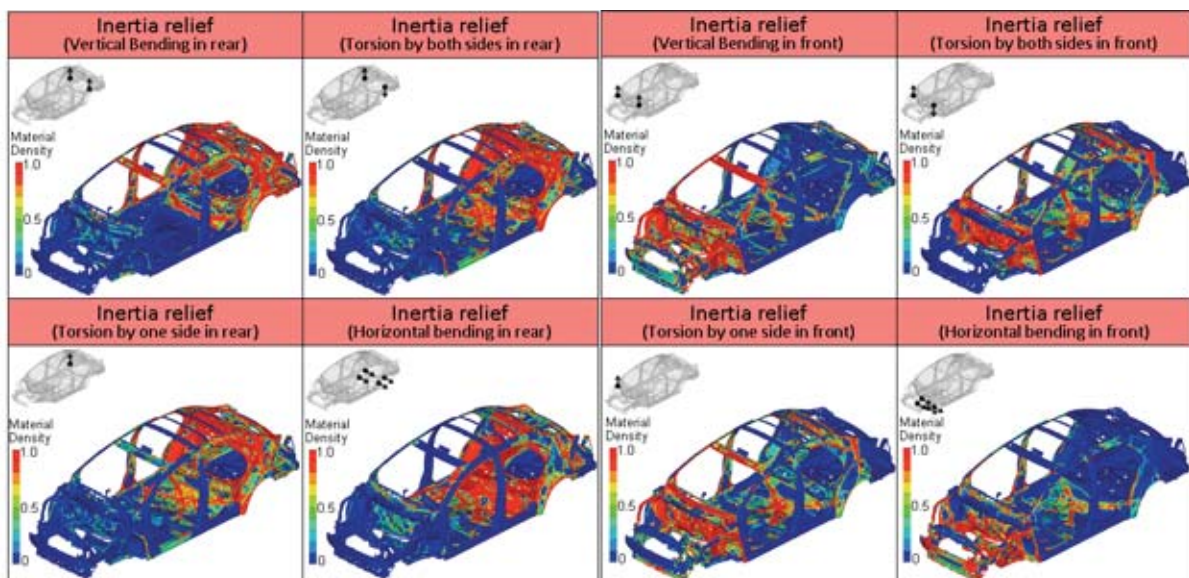 Inertia relief
(Vertical Bending in rear)
Inertia relief
(Torsion by both sides in rear)
Inertia relief
(Vertical Bending in front)
Inertia relief
(Torsion by both sides in front)
Material
Density
1.0
0.5
0
Material
Density
1.0
0.5
0
Material
Density
1.0
0.5
0
Material
Density
1.0
0.5
0
Inertia relief
(Torsion by one side in rear)
Inertia relief
(Horizontal bending in rear)
Inertia relief
(Torsion by one side in front)
Inertia relief
(Horizontal bending in front)
Material
Density
1.0
0.5
0
Material
Density
1.0
0.5
0
Material
Density
1.0
0.5
0
Material
Density
1.0
0.5
0